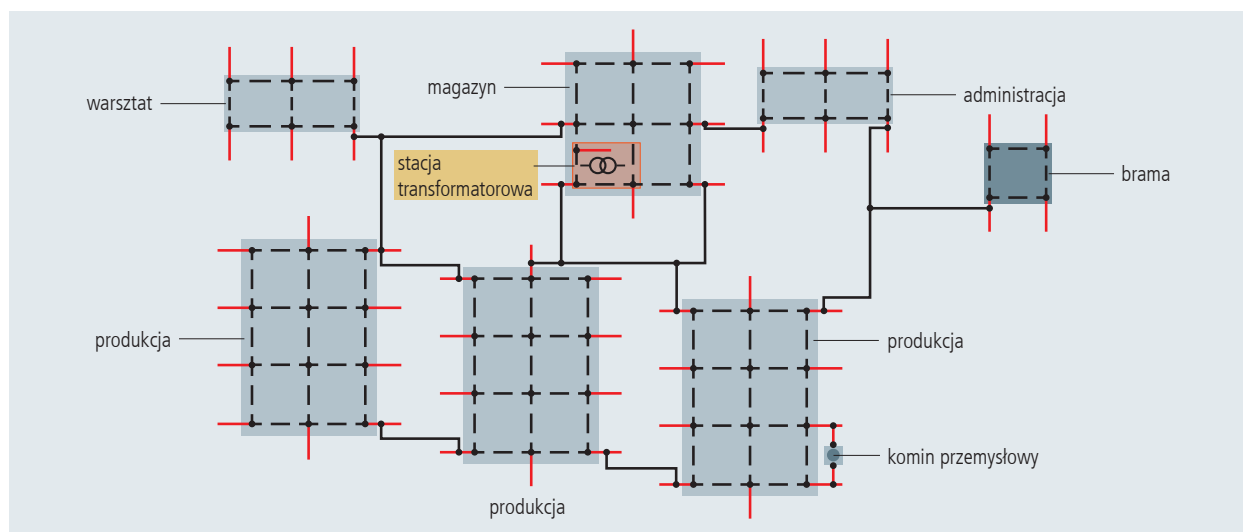 warsztat
magazyn
administracja
stacja
transformatorowa
brama
produkcja
produkcja
komin przemysłowy
produkcja